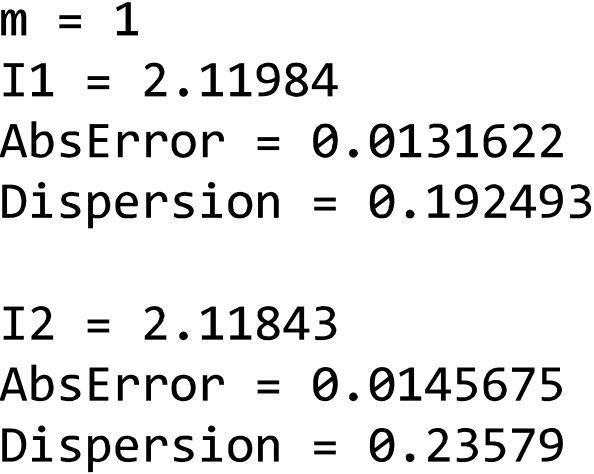 m = 1
I1 = 2.11984
AbsError = 0.0131622
Dispersion = 0.192493

I2 = 2.11843
AbsError = 0.0145675
Dispersion = 0.23579